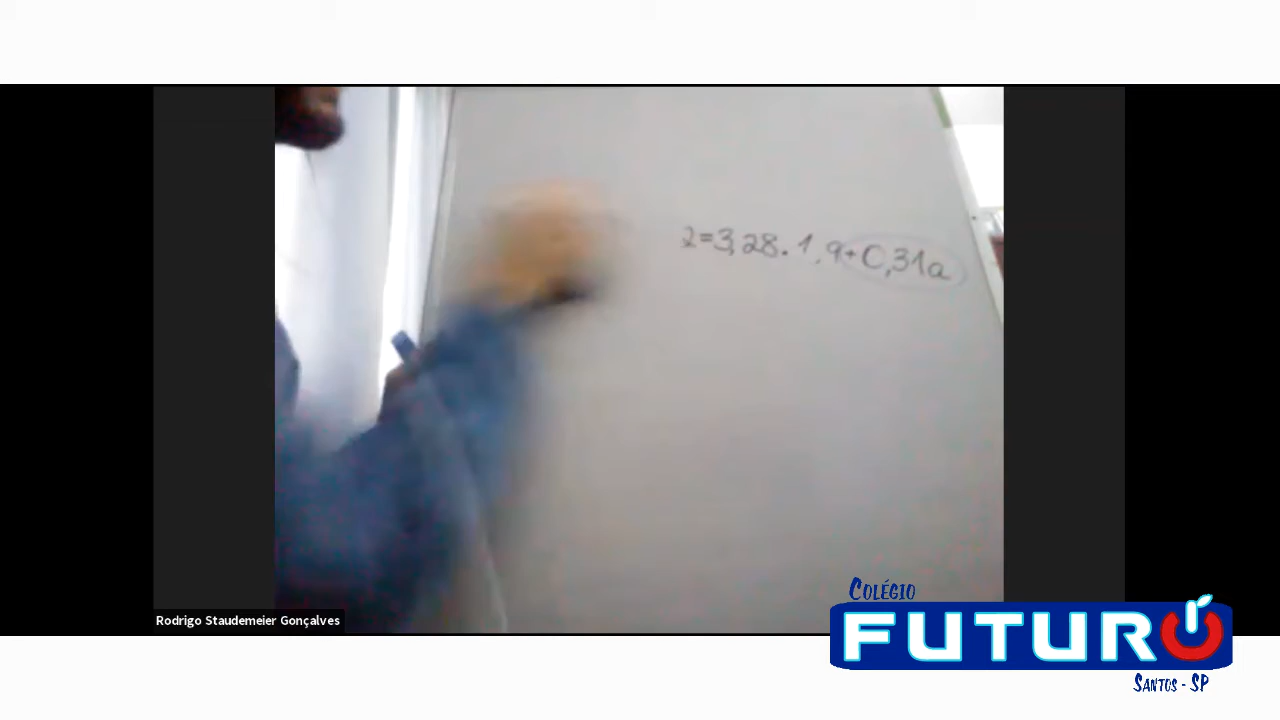 2=3,28.1,9+0,31a
Rodrigo Staudemeier Gonçalves
COLÉGIO
FUTURO
SANTOS - SP